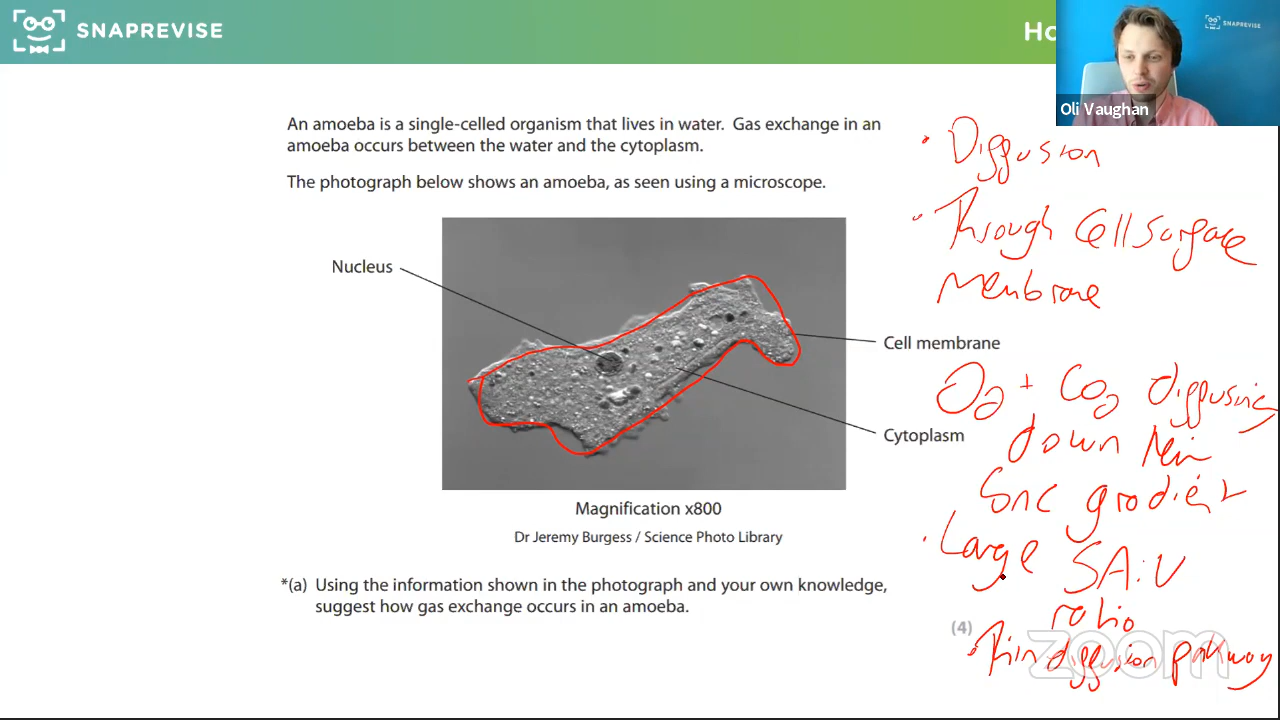 SNAPREVISE
Ho
SNAPREVISE
Oli Vaughan
An amoeba is a single-celled organism that lives in water. Gas exchange in an
amoeba occurs between the water and the cytoplasm.
The photograph below shows an amoeba, as seen using a microscope.
Nucleus
Cell membrane
Cytoplasm
Magnification x800
Dr Jeremy Burgess / Science Photo Library
*(a) Using the information shown in the photograph and your own knowledge,
suggest how gas exchange occurs in an amoeba.
(4)
• Diffusion
• Through Cell Surface
Membrane
O2 + CO2 diffusing
down their
conc gradient
• Large SA:V
ratio
• Thin diffusion pathway
zoom